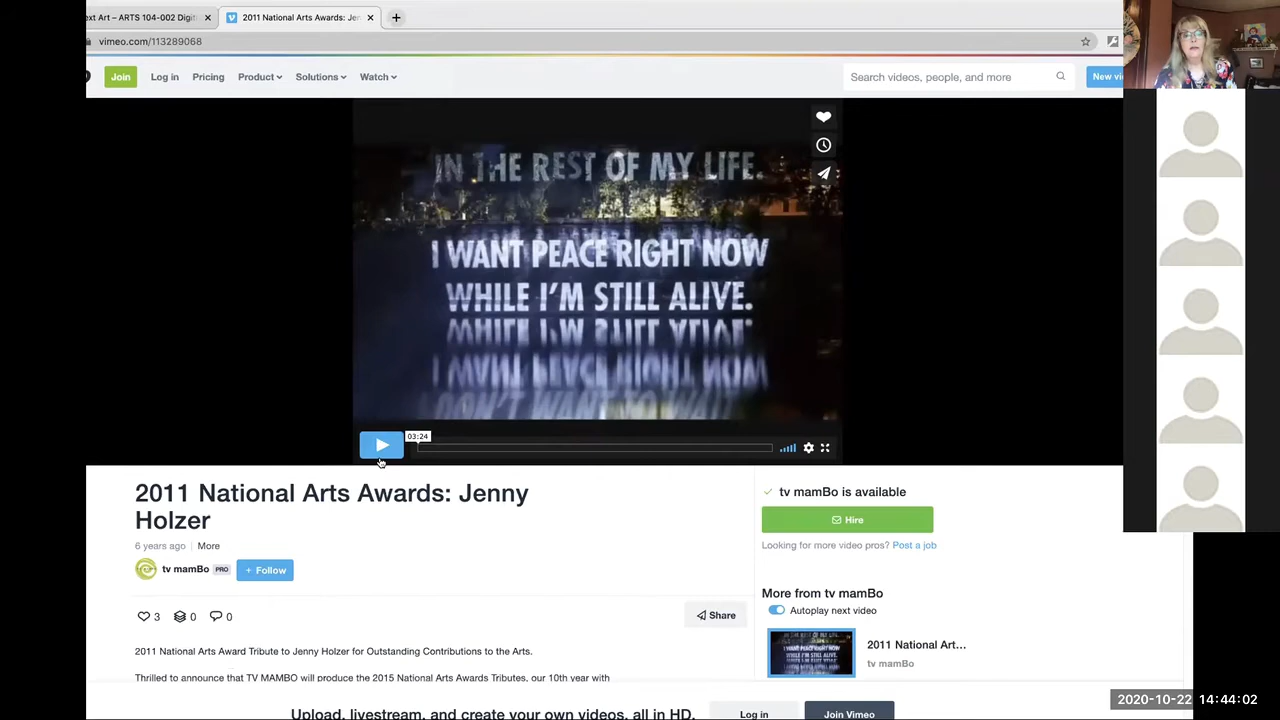 ext Art – ARTS 104-002 Digit
2011 National Arts Awards: Jen
vimeo.com/113289068
Join
Log in
Pricing
Product
Solutions
Watch
Search videos, people, and more
New vi
IN THE REST OF MY LIFE.
I WANT PEACE RIGHT NOW
WHILE I'M STILL ALIVE.
03:24
2011 National Arts Awards: Jenny
Holzer
6 years ago
More
tv mamBo PRO
+ Follow
3
0
0
Share
2011 National Arts Award Tribute to Jenny Holzer for Outstanding Contributions to the Arts.
Thrilled to announce that TV MAMBO will produce the 2015 National Arts Awards Tributes, our 10th year with
tv mamBo is available
Hire
Looking for more video pros? Post a job
More from tv mamBo
Autoplay next video
2011 National Art...
tv mamBo
Upload, livestream, and create your own videos, all in HD.
Log in
Join Vimeo
2020-10-22 14:44:02